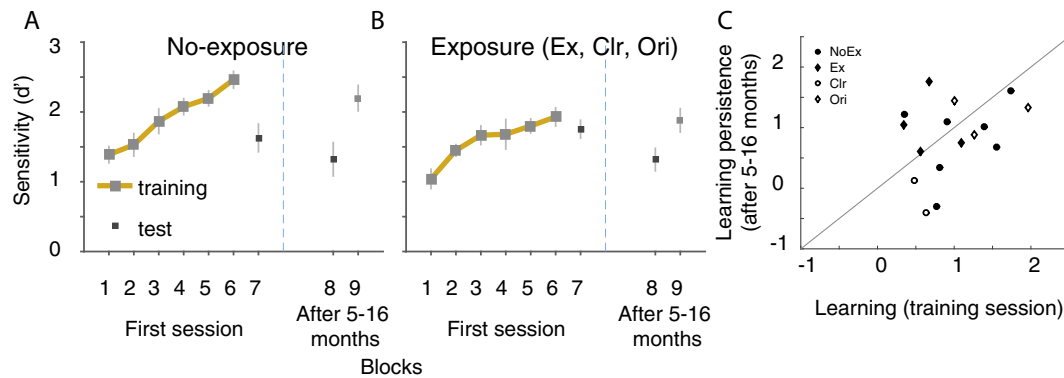 A
No-exposure
Sensitivity (d')
3
2
1
0
training
test
1 2 3 4 5 6 7 8 9
First session
After 5-16
months
B
Exposure (Ex, Clr, Ori)
1 2 3 4 5 6 7 8 9
First session
After 5-16
months
Blocks
C
Learning persistence
(after 5-16 months)
2
1
0
-1
NoEx
Ex
Clr
Ori
-1 0 1 2
Learning (training session)